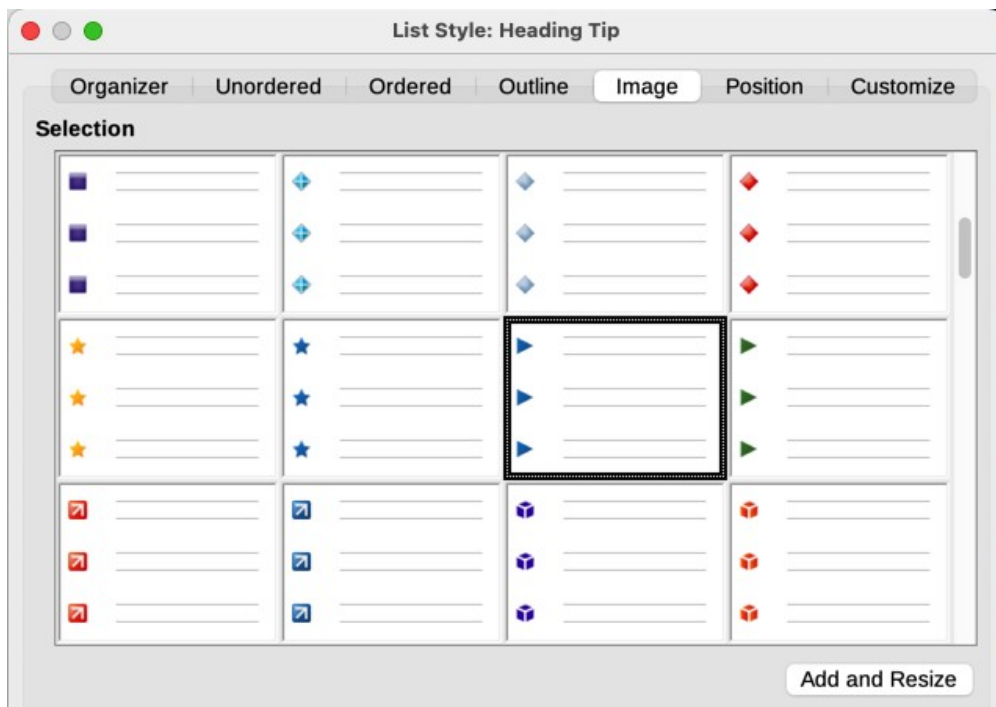 List Style: Heading Tip
Organizer Unordered Ordered Outline Image Position Customize
Selection
Add and Resize